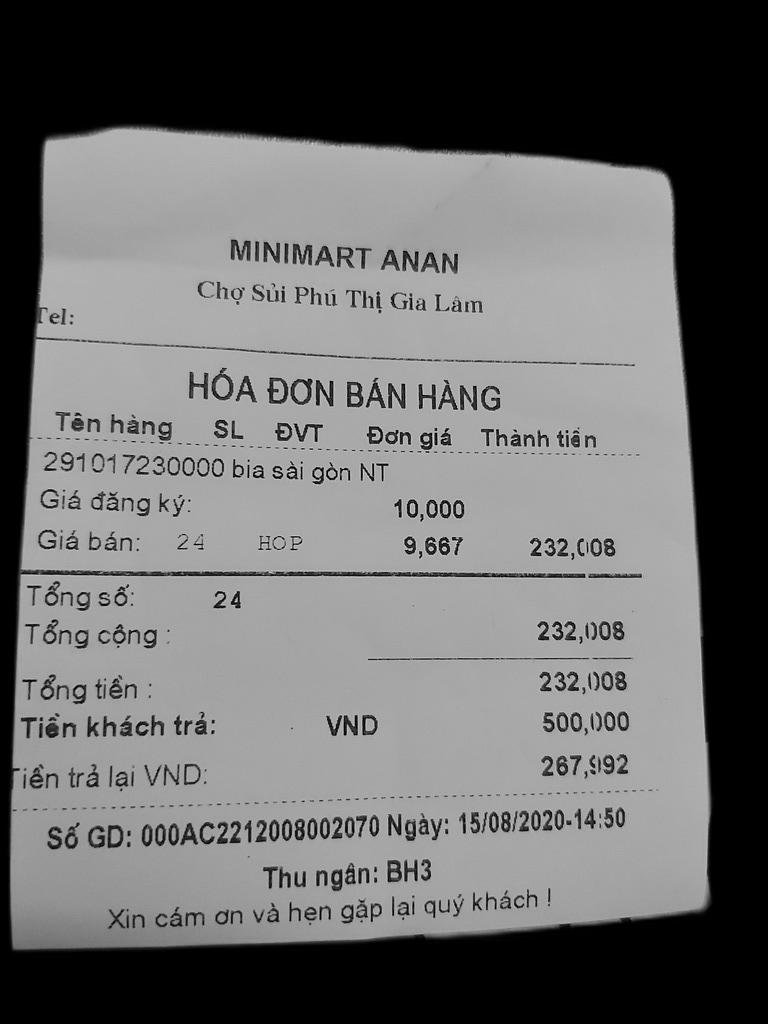 MINIMART ANAN
Chợ Sủi Phú Thị Gia Lâm
Tel:
HÓA ĐƠN BÁN HÀNG
Tên hàng SL ĐVT Đơn giá Thành tiền
291017230000 bia sài gòn NT
Giá đăng ký: 10,000
Giá bán: 24 HOP 9,667 232,008
Tổng số: 24
Tổng cộng : 232,008
Tổng tiền : 232,008
Tiền khách trả: VND 500,000
Tiền trả lại VND: 267,992
Số GD: 000AC2212008002070 Ngày: 15/08/2020-14:50
Thu ngân: BH3
Xin cám ơn và hẹn gặp lại quý khách !